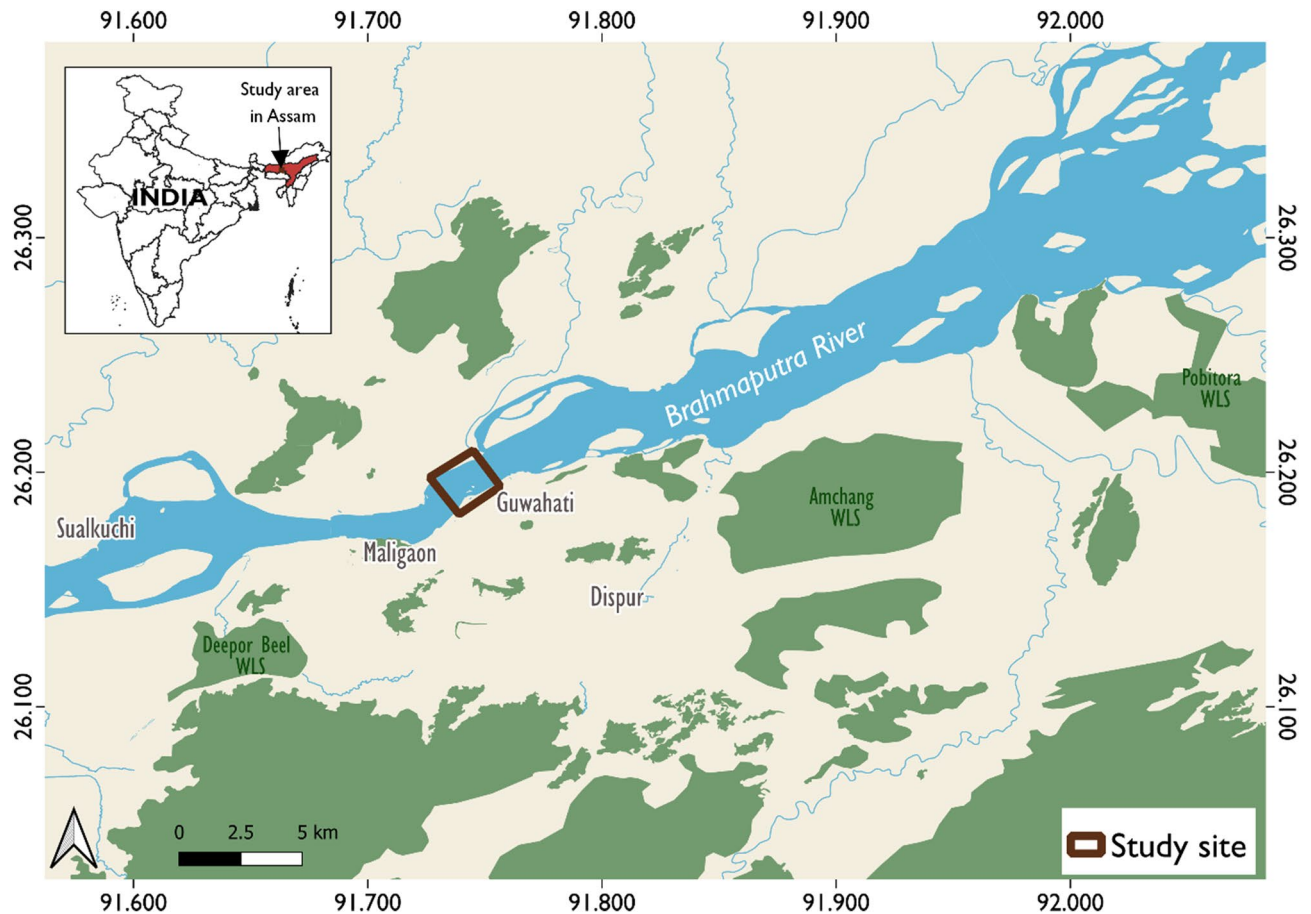 91.600 91.700 91.800 91.900 92.000
Study area
in Assam
INDIA
26.300
26.300
Brahmaputra River
Pobitora
WLS
26.200
26.200
Amchang
WLS
Guwahati
Sualkuchi
Maligaon
Dispur
Deepor Beel
WLS
26.100
26.100
0 2.5 5 km
Study site
91.600 91.700 91.800 91.900 92.000